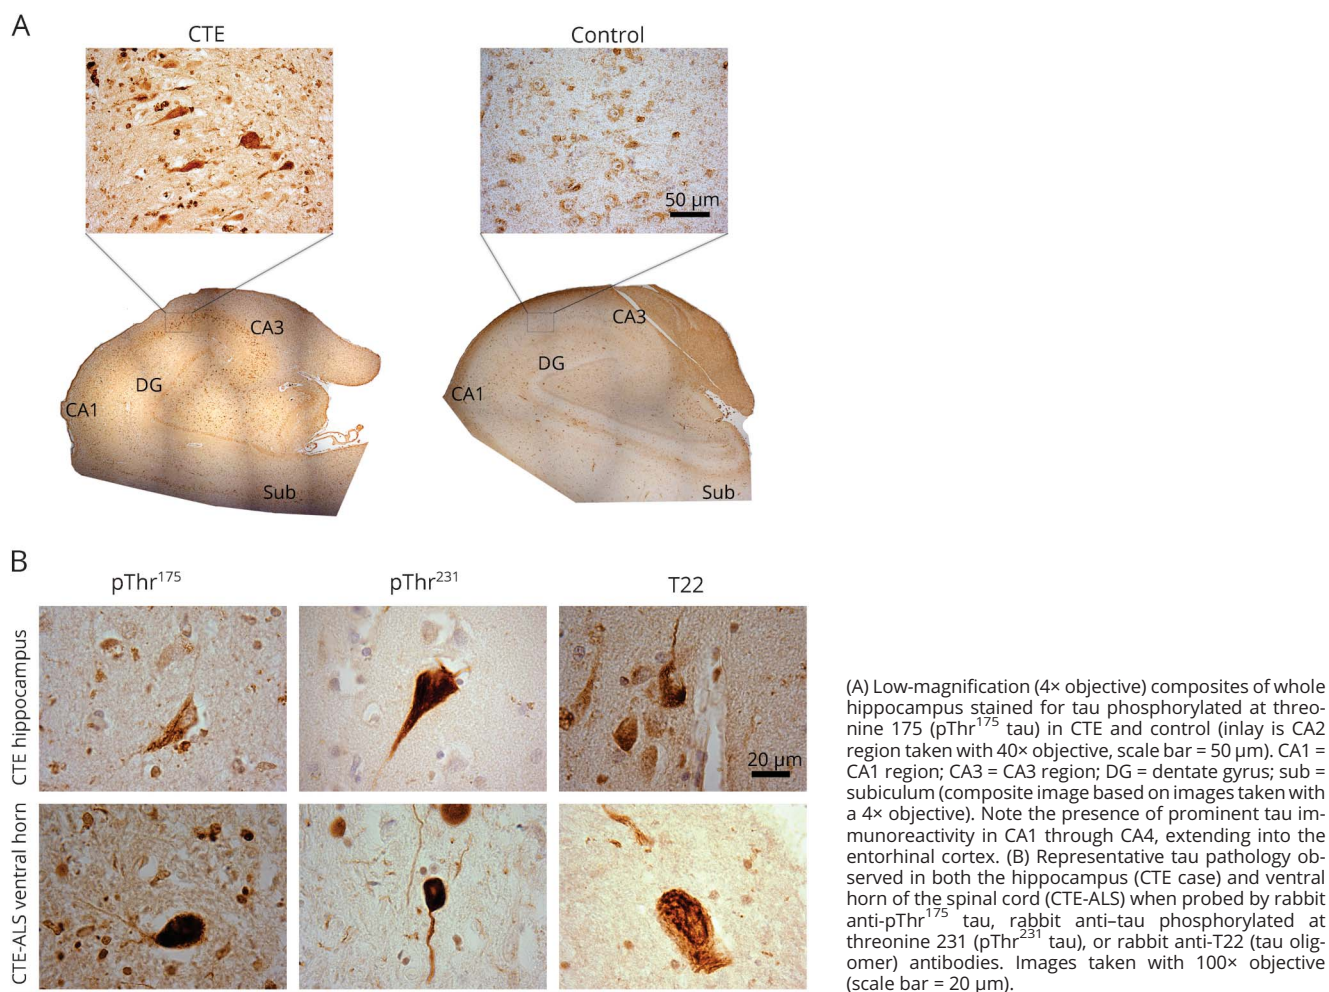 A
CTE
Control
50 μm
CA3
DG
CA1
Sub
CA3
DG
CA1
Sub
B
pThr175
pThr231
T22
CTE hippocampus
20 μm
CTE-ALS ventral horn
(A) Low-magnification (4× objective) composites of whole
hippocampus stained for tau phosphorylated at threo-
nine 175 (pThr175 tau) in CTE and control (inlay is CA2
region taken with 40× objective, scale bar = 50 μm). CA1 =
CA1 region; CA3 = CA3 region; DG = dentate gyrus; sub =
subiculum (composite image based on images taken with
a 4× objective). Note the presence of prominent tau im-
munoreactivity in CA1 through CA4, extending into the
entorhinal cortex. (B) Representative tau pathology ob-
served in both the hippocampus (CTE case) and ventral
horn of the spinal cord (CTE-ALS) when probed by rabbit
anti-pThr175 tau, rabbit anti–tau phosphorylated at
threonine 231 (pThr231 tau), or rabbit anti-T22 (tau olig-
omer) antibodies. Images taken with 100× objective
(scale bar = 20 μm).